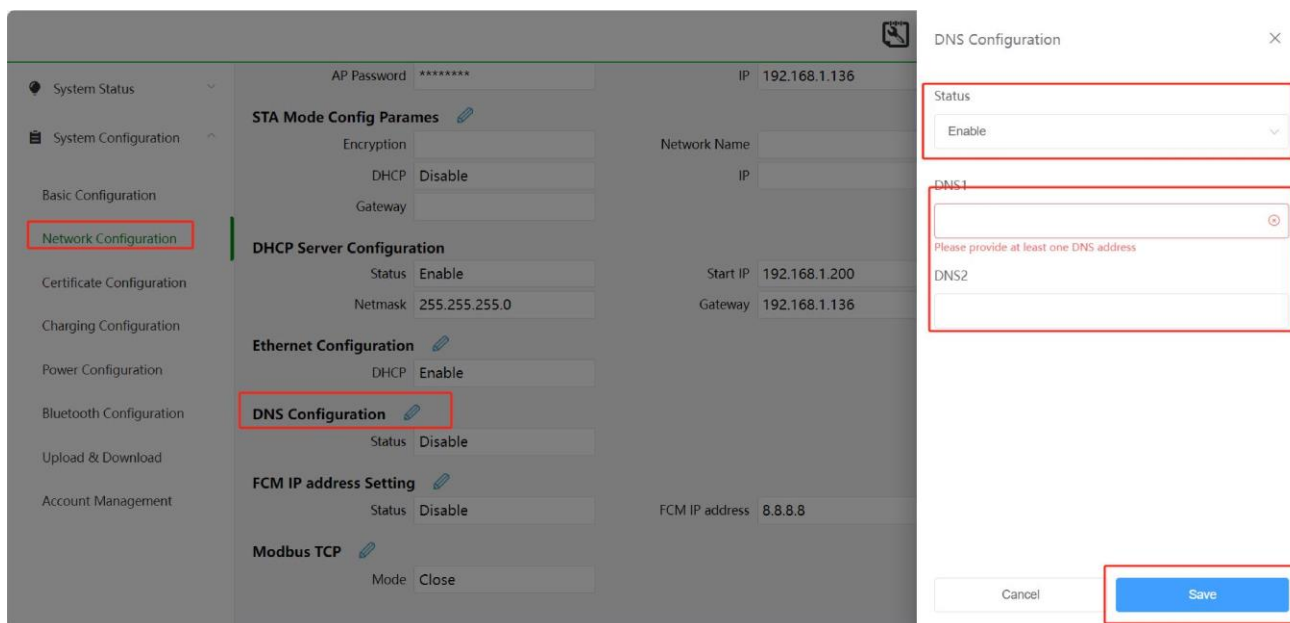 System Status
System Configuration
Basic Configuration
Network Configuration
Certificate Configuration
Charging Configuration
Power Configuration
Bluetooth Configuration
Upload & Download
Account Management
AP Password ******** IP 192.168.1.136
STA Mode Config Parames
Encryption Network Name
DHCP Disable IP
Gateway
DHCP Server Configuration
Status Enable Start IP 192.168.1.200
Netmask 255.255.255.0 Gateway 192.168.1.136
Ethernet Configuration
DHCP Enable
DNS Configuration
Status Disable
FCM IP address Setting
Status Disable FCM IP address 8.8.8.8
Modbus TCP
Mode Close
DNS Configuration
Status
Enable
DNS1
Please provide at least one DNS address
DNS2
Cancel Save